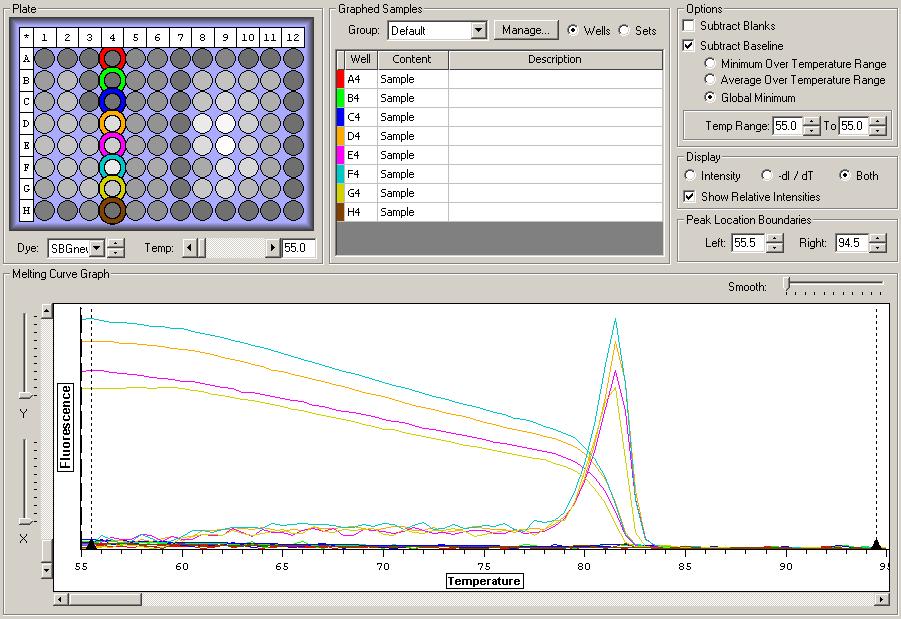 Plate
* 1 2 3 4 5 6 7 8 9 10 11 12
A
B
C
D
E
F
G
H
Dye: SBGnew Temp: 55.0
Graphed Samples
Group: Default Manage... Wells Sets
Well Content Description
A4 Sample
B4 Sample
C4 Sample
D4 Sample
E4 Sample
F4 Sample
G4 Sample
H4 Sample
Options
Subtract Blanks
Subtract Baseline
Minimum Over Temperature Range
Average Over Temperature Range
Global Minimum
Temp Range: 55.0 To 55.0
Display
Intensity -dI / dT Both
Show Relative Intensities
Peak Location Boundaries
Left: 55.5 Right: 94.5
Melting Curve Graph
Smooth:
Y
X
Fluorescence
55 60 65 70 75 80 85 90 95
Temperature